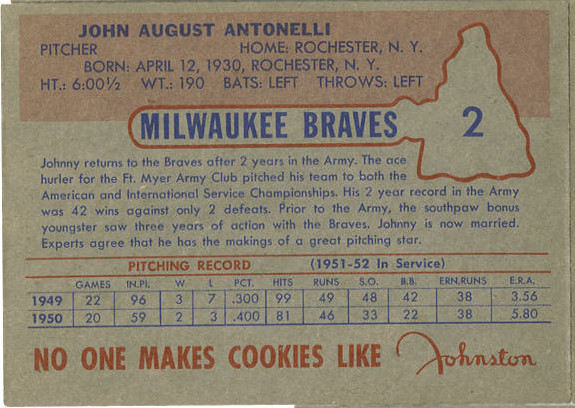 JOHN AUGUST ANTONELLI
PITCHER HOME: ROCHESTER, N. Y.
BORN: APRIL 12, 1930, ROCHESTER, N. Y.
HT.: 6:00½ WT.: 190 BATS: LEFT THROWS: LEFT
MILWAUKEE BRAVES 2
Johnny returns to the Braves after 2 years in the Army. The ace
hurler for the Ft. Myer Army Club pitched his team to both the
American and International Service Championships. His 2 year record in the Army
was 42 wins against only 2 defeats. Prior to the Army, the southpaw bonus
youngster saw three years of action with the Braves. Johnny is now married.
Experts agree that he has the makings of a great pitching star.
PITCHING RECORD (1951-52 In Service)
GAMES IN.PI. W L PCT. HITS RUNS S.O. B.B. ERN.RUNS E.R.A.
1949 22 96 3 7 .300 99 49 48 42 38 3.56
1950 20 59 2 3 .400 81 46 33 22 38 5.80
NO ONE MAKES COOKIES LIKE Johnston